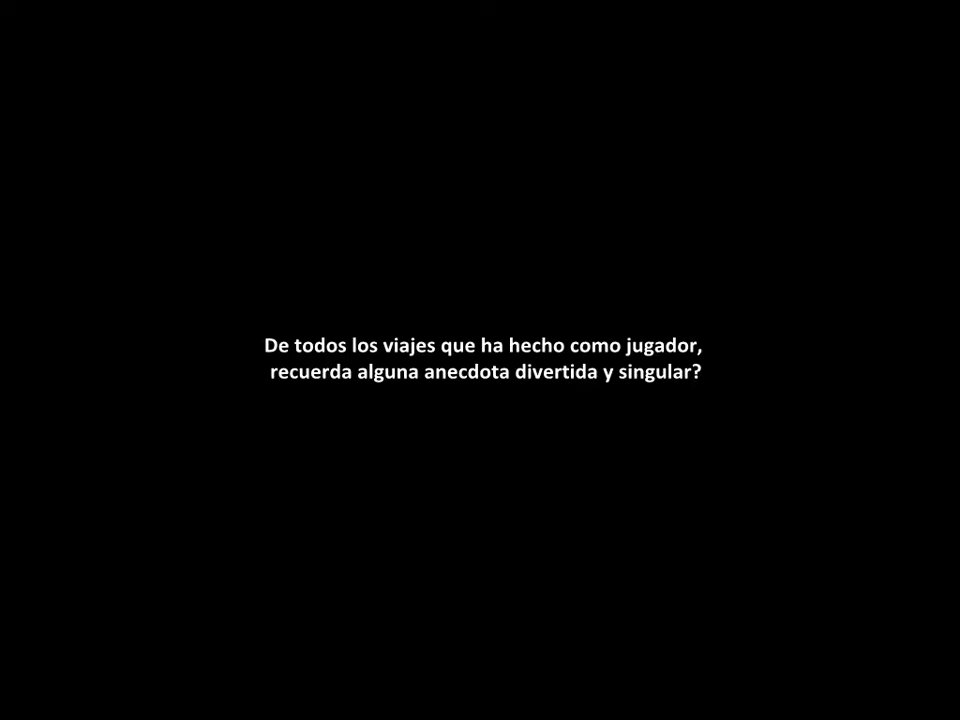 De todos los viajes que ha hecho como jugador,
recuerda alguna anecdota divertida y singular?